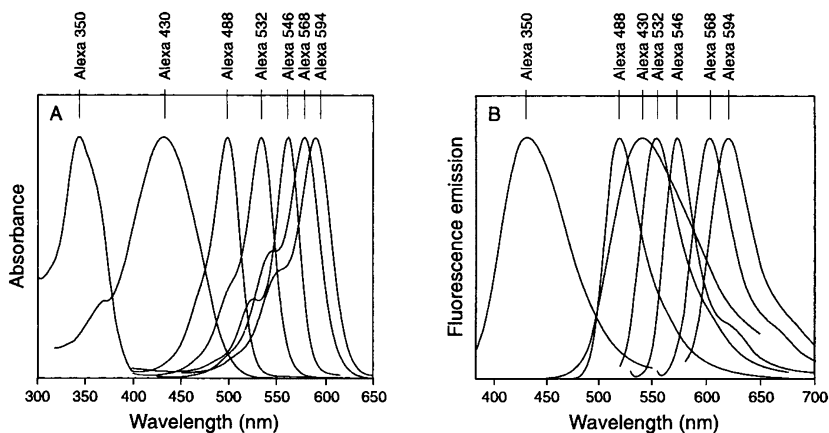 Alexa 350
Alexa 430
Alexa 488
Alexa 532
Alexa 546
Alexa 568
Alexa 594
A
Absorbance
300 350 400 450 500 550 600 650
Wavelength (nm)
Alexa 350
Alexa 488
Alexa 430
Alexa 532
Alexa 546
Alexa 568
Alexa 594
B
Fluorescence emission
400 450 500 550 600 650 700
Wavelength (nm)